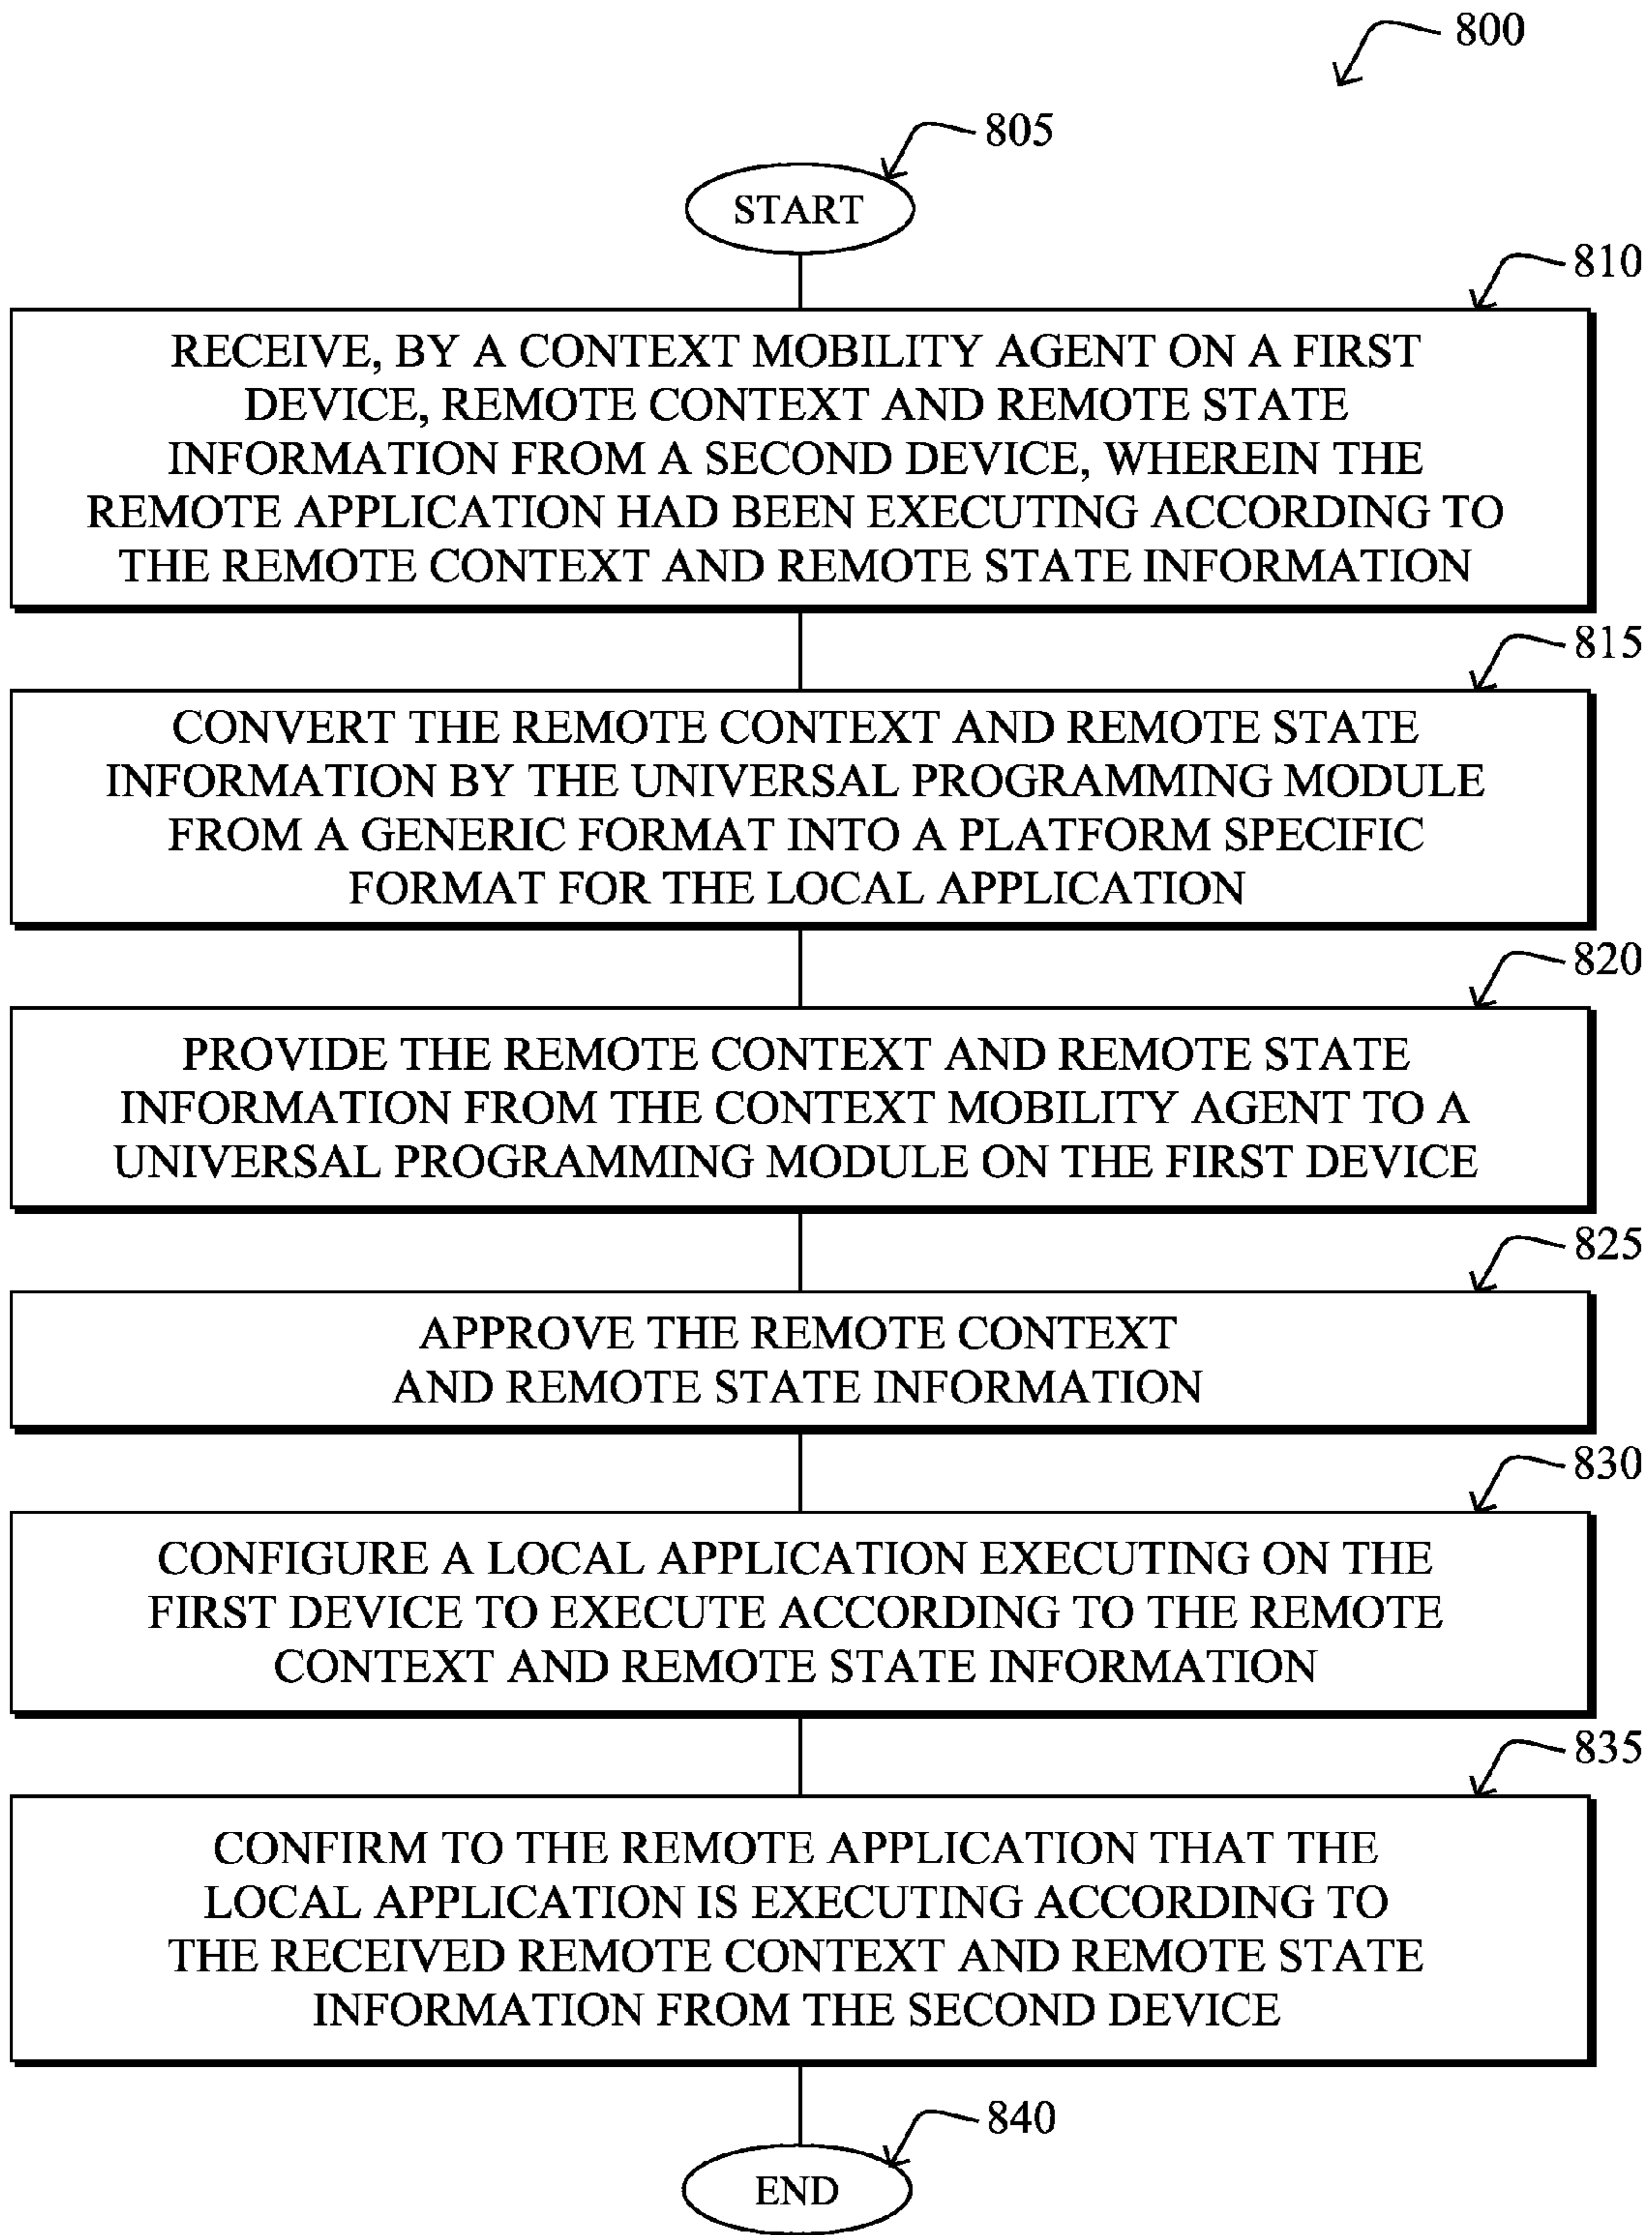 800
805
START
810
RECEIVE, BY A CONTEXT MOBILITY AGENT ON A FIRST
DEVICE, REMOTE CONTEXT AND REMOTE STATE
INFORMATION FROM A SECOND DEVICE, WHEREIN THE
REMOTE APPLICATION HAD BEEN EXECUTING ACCORDING TO
THE REMOTE CONTEXT AND REMOTE STATE INFORMATION
815
CONVERT THE REMOTE CONTEXT AND REMOTE STATE
INFORMATION BY THE UNIVERSAL PROGRAMMING MODULE
FROM A GENERIC FORMAT INTO A PLATFORM SPECIFIC
FORMAT FOR THE LOCAL APPLICATION
820
PROVIDE THE REMOTE CONTEXT AND REMOTE STATE
INFORMATION FROM THE CONTEXT MOBILITY AGENT TO A
UNIVERSAL PROGRAMMING MODULE ON THE FIRST DEVICE
825
APPROVE THE REMOTE CONTEXT
AND REMOTE STATE INFORMATION
830
CONFIGURE A LOCAL APPLICATION EXECUTING ON THE
FIRST DEVICE TO EXECUTE ACCORDING TO THE REMOTE
CONTEXT AND REMOTE STATE INFORMATION
835
CONFIRM TO THE REMOTE APPLICATION THAT THE
LOCAL APPLICATION IS EXECUTING ACCORDING TO
THE RECEIVED REMOTE CONTEXT AND REMOTE STATE
INFORMATION FROM THE SECOND DEVICE
840
END